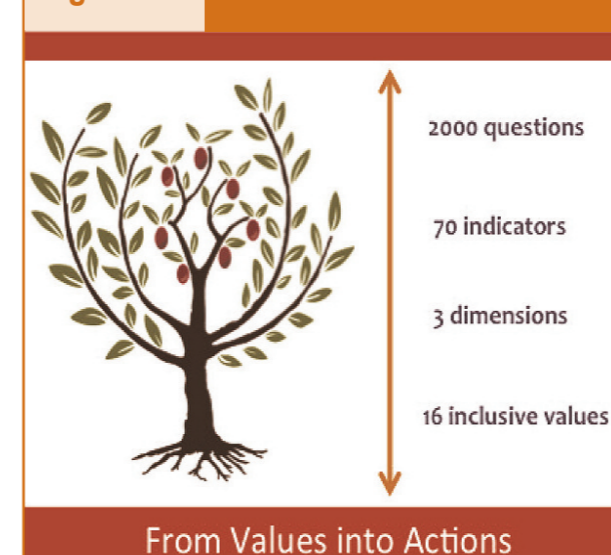 2000 questions
70 indicators
3 dimensions
16 inclusive values
From Values into Actions